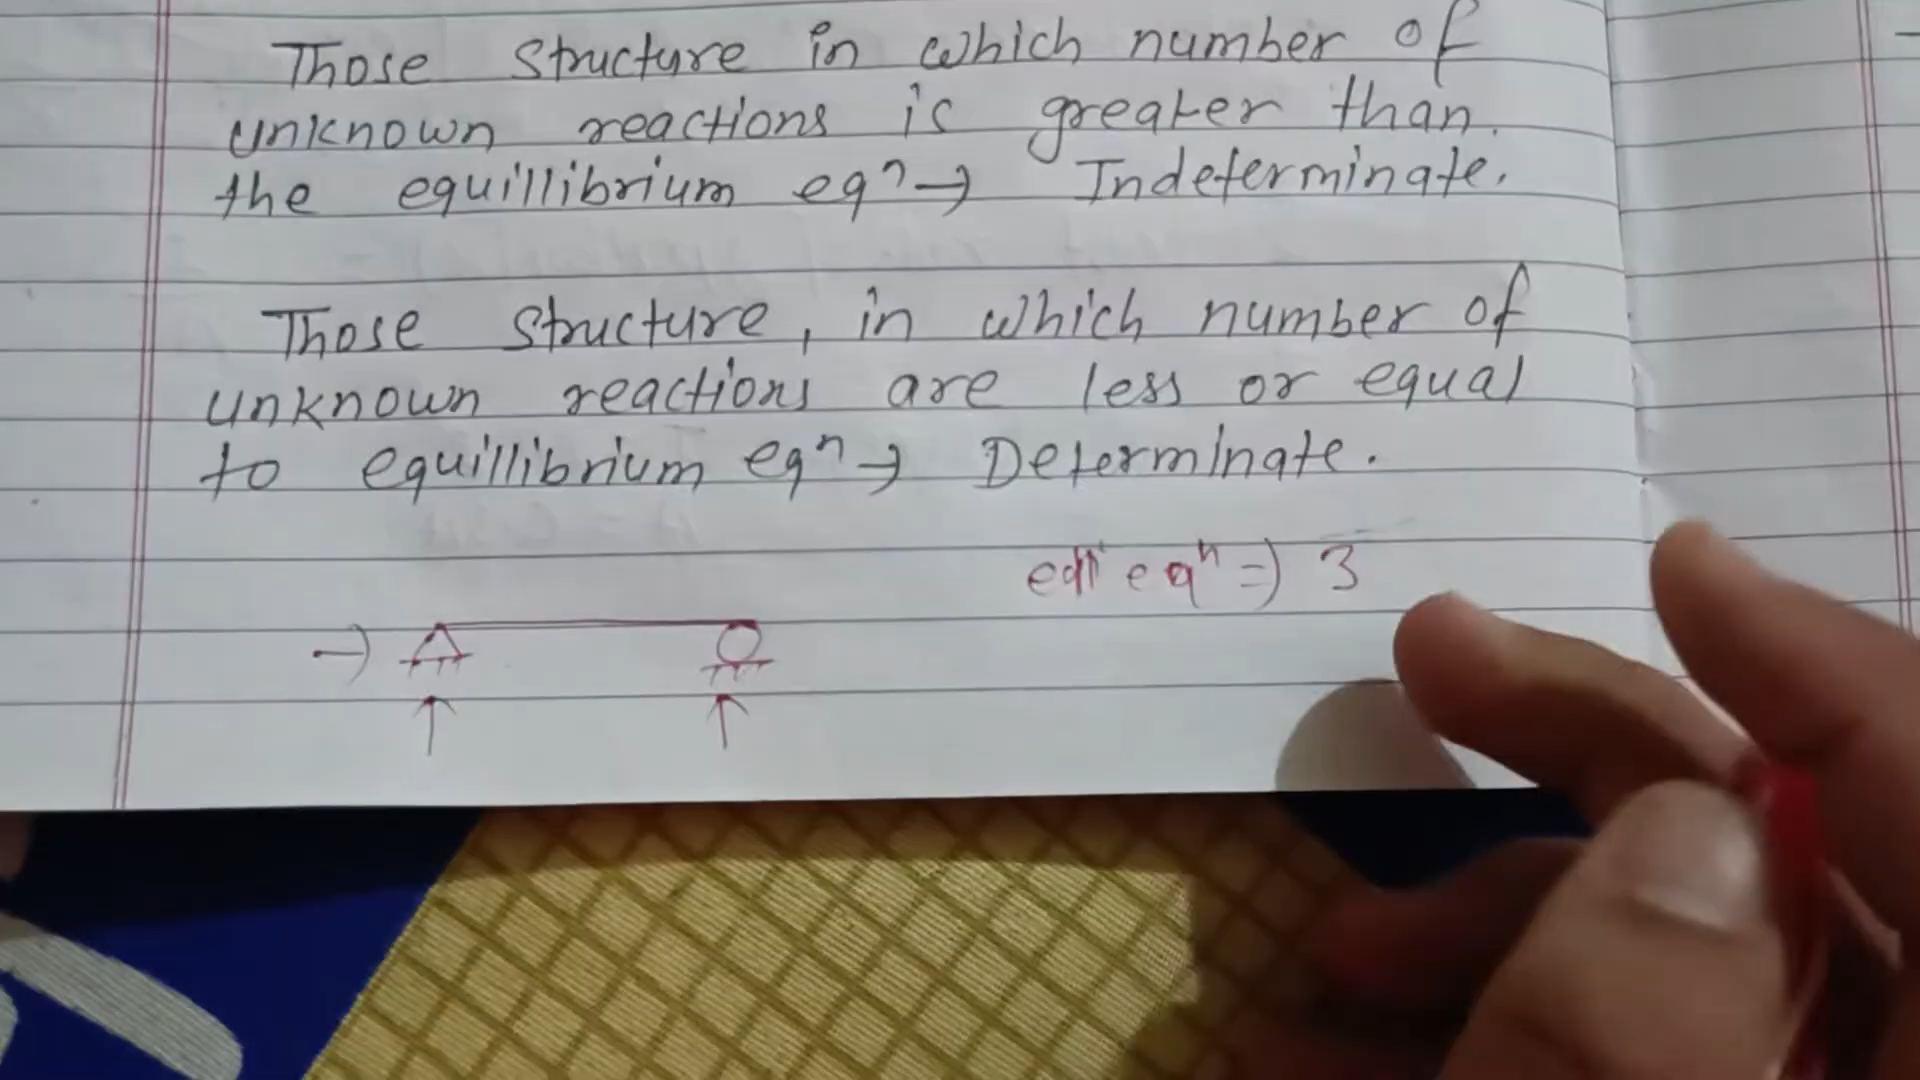 Those Structure in which number of
unknown reactions is greater than
the equillibrium eqⁿ → Indeterminate.
Those Structure, in which number of
unknown reactions are less or equal
to equillibrium eqⁿ → Determinate.
eqⁿ ⇒ 3